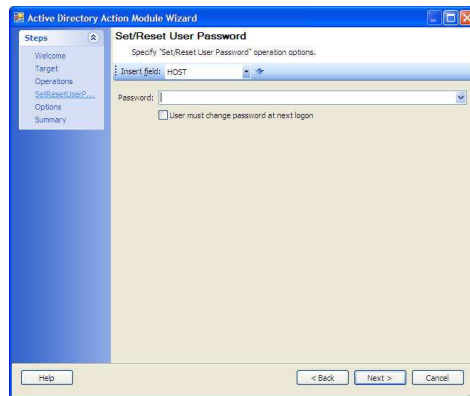 Active Directory Action Module Wizard
Steps
Welcome
Target
Operations
SetResetUserP...
Options
Summary
Set/Reset User Password
Specify "Set/Reset User Password" operation options.
Insert field: HOST
Password:
User must change password at next logon
Help
< Back
Next >
Cancel